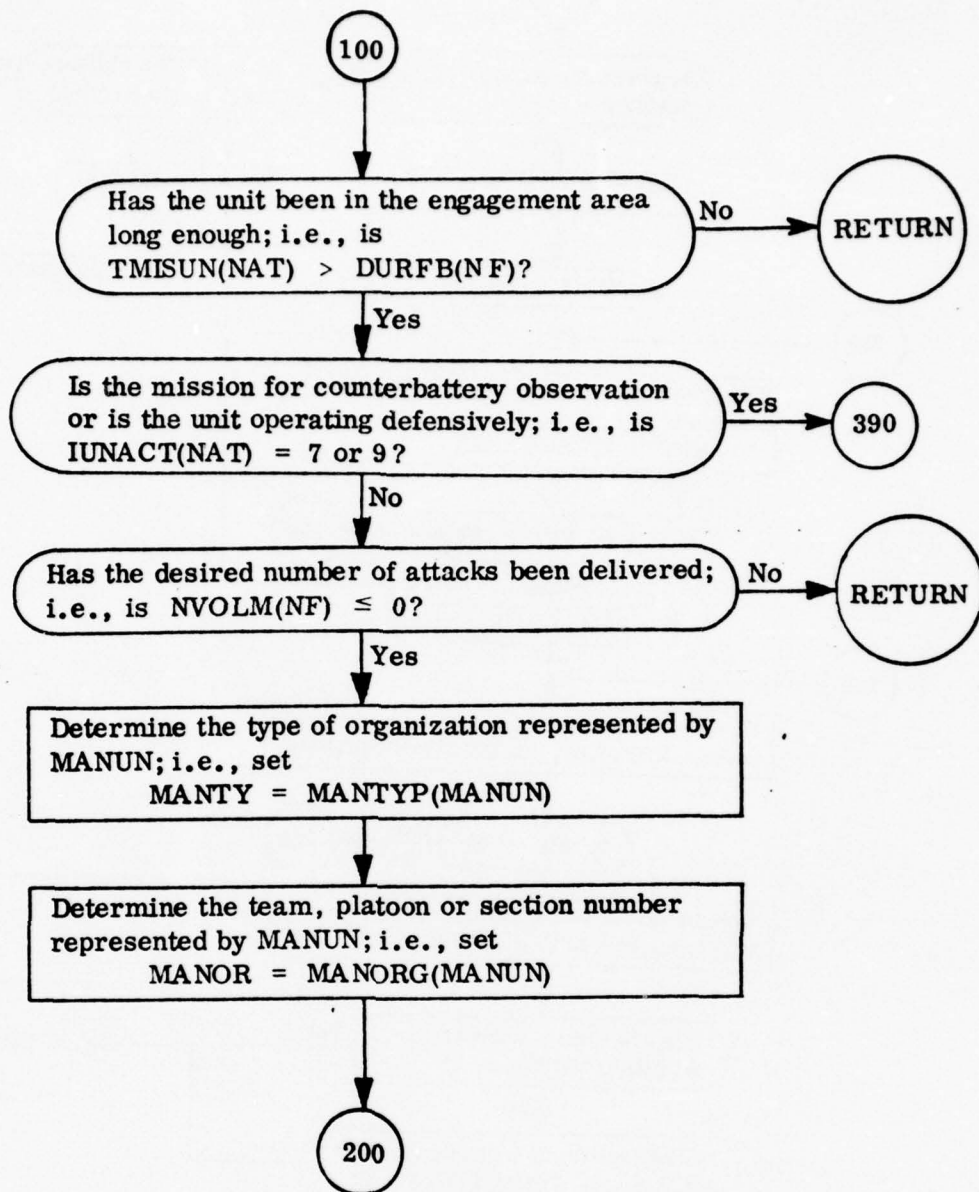 100
Has the unit been in the engagement area
long enough; i.e., is
TMISUN(NAT) > DURFB(NF)?
No
RETURN
Yes
Is the mission for counterbattery observation
or is the unit operating defensively; i.e., is
IUNACT(NAT) = 7 or 9?
Yes
390
No
Has the desired number of attacks been delivered;
i.e., is NVOLM(NF) ≤ 0?
No
RETURN
Yes
Determine the type of organization represented by
MANUN; i.e., set
MANTY = MANTYP(MANUN)
Determine the team, platoon or section number
represented by MANUN; i.e., set
MANOR = MANORG(MANUN)
200